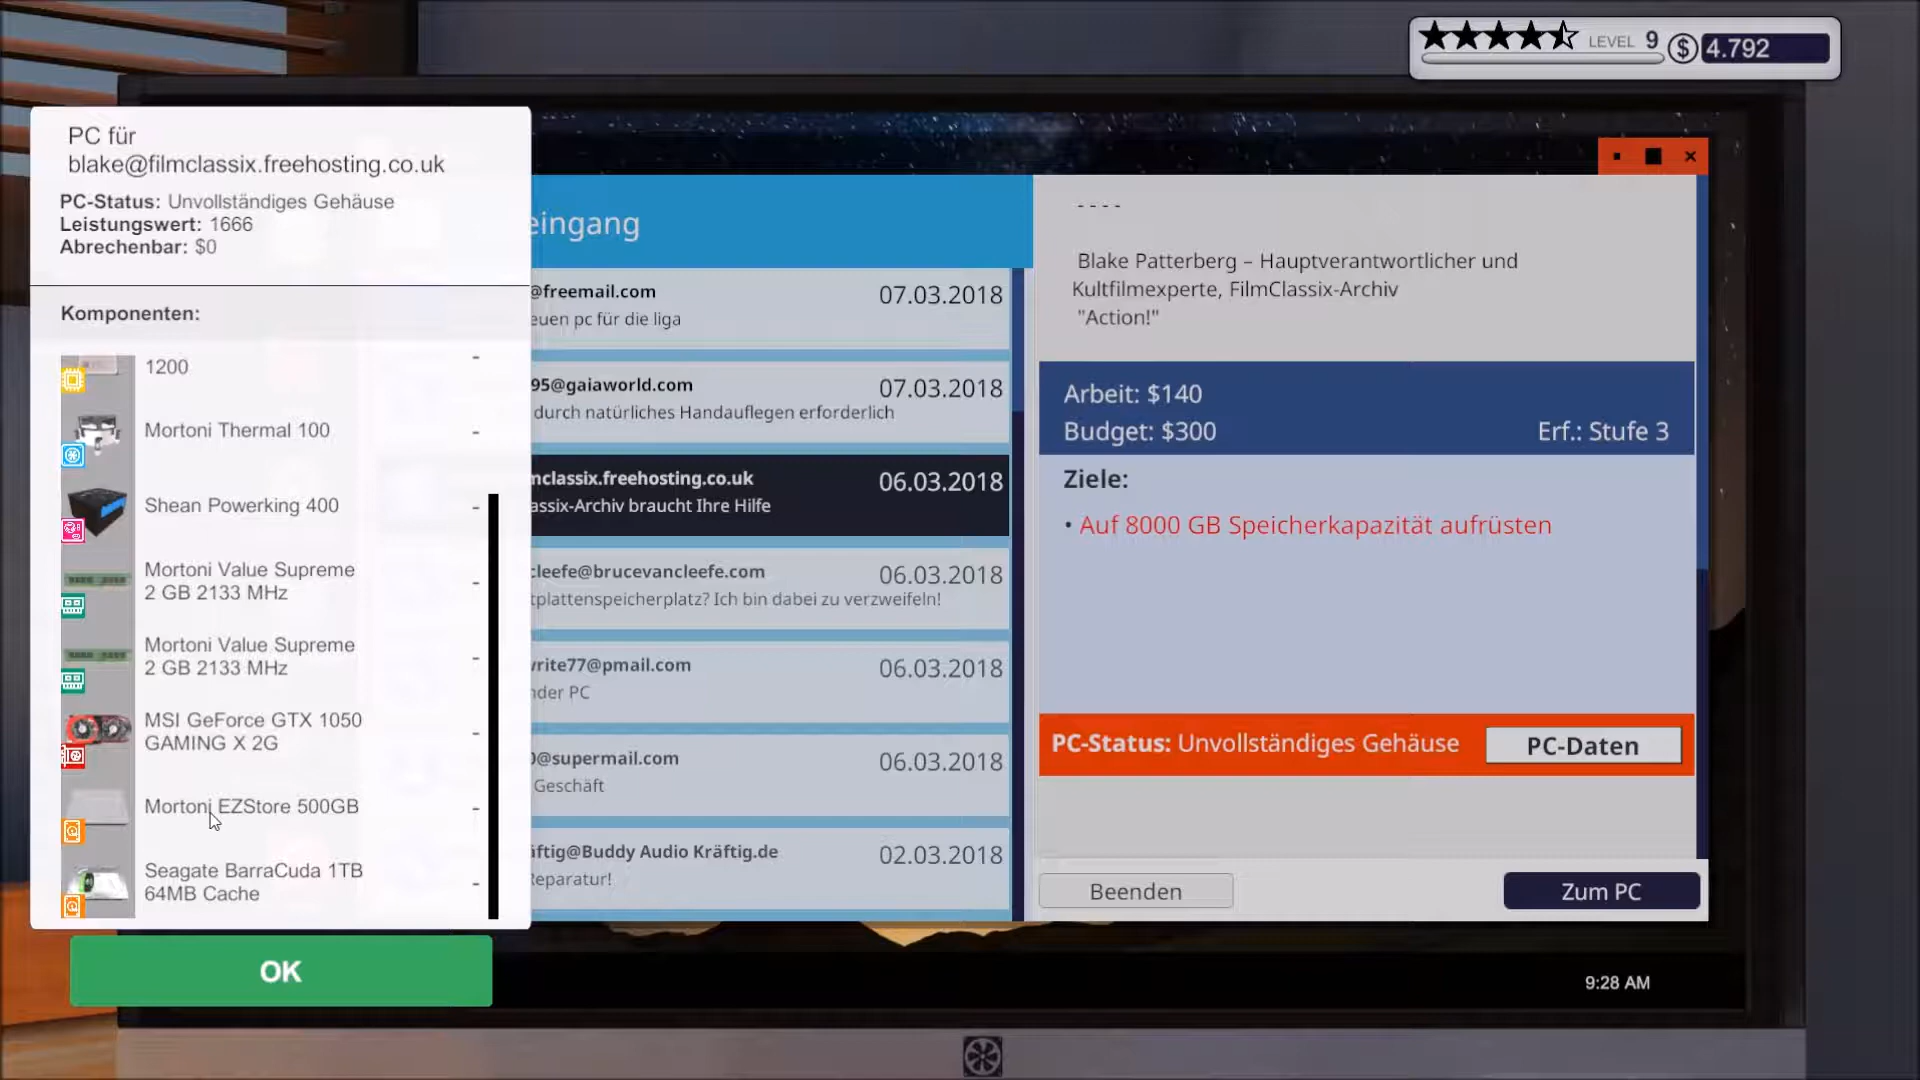 LEVEL 9
$ 4.792
PC für
blake@filmclassix.freehosting.co.uk
PC-Status: Unvollständiges Gehäuse
Leistungswert: 1666
Abrechenbar: $0
Komponenten:
1200
-
Mortoni Thermal 100
-
Shean Powerking 400
-
Mortoni Value Supreme
2 GB 2133 MHz
-
Mortoni Value Supreme
2 GB 2133 MHz
-
MSI GeForce GTX 1050
GAMING X 2G
-
Mortoni EZStore 500GB
-
Seagate BarraCuda 1TB
64MB Cache
-
OK
eingang
@freemail.com
07.03.2018
euen pc für die liga
95@gaiaworld.com
07.03.2018
durch natürliches Handauflegen erforderlich
mclassix.freehosting.co.uk
06.03.2018
assix-Archiv braucht Ihre Hilfe
cleefe@brucevancleefe.com
06.03.2018
tplattenspeicherplatz? Ich bin dabei zu verzweifeln!
write77@pmail.com
06.03.2018
nder PC
0@supermail.com
06.03.2018
Geschäft
äftig@Buddy Audio Kräftig.de
02.03.2018
Reparatur!
- - - -
Blake Patterberg – Hauptverantwortlicher und
Kultfilmexperte, FilmClassix-Archiv
"Action!"
Arbeit: $140
Budget: $300
Erf.: Stufe 3
Ziele:
• Auf 8000 GB Speicherkapazität aufrüsten
PC-Status: Unvollständiges Gehäuse
PC-Daten
Beenden
Zum PC
9:28 AM